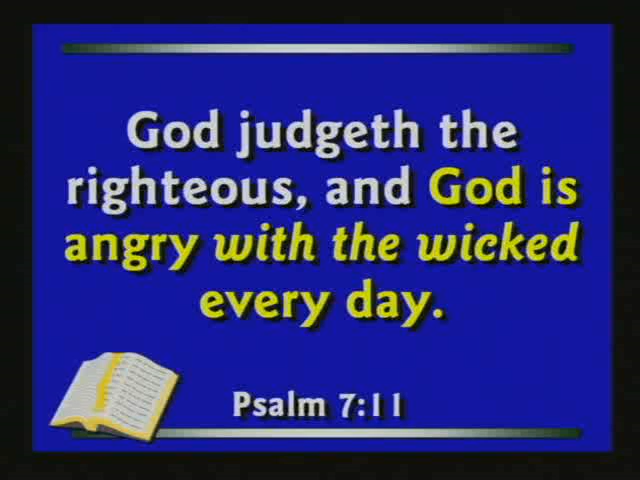 God judgeth the
righteous, and God is
angry with the wicked
every day.
Psalm 7:11